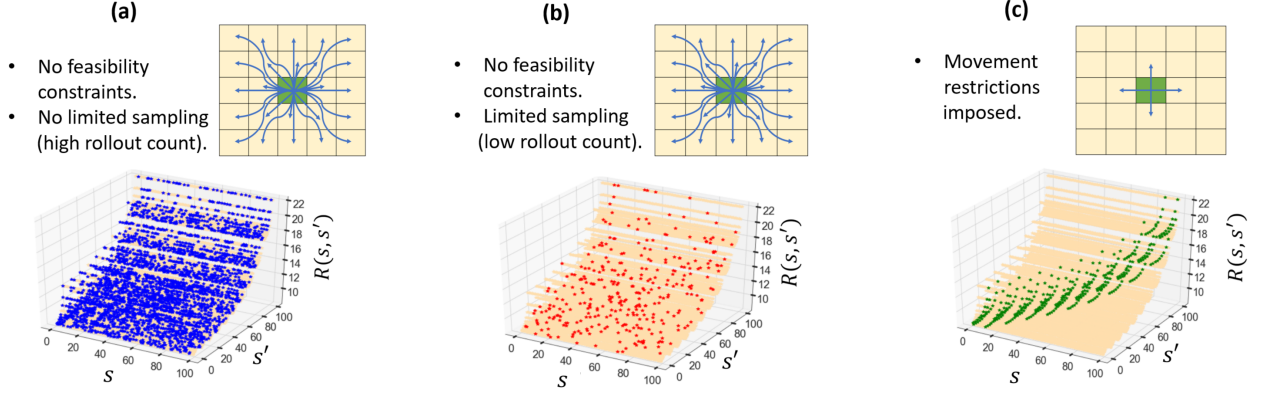 (a)
• No feasibility
constraints.
• No limited sampling
(high rollout count).
22
20
18
16
14
12
10
R(s, s′)
0
20
40
60
80
100
s
0
20
40
60
80
100
s′
(b)
• No feasibility
constraints.
• Limited sampling
(low rollout count).
22
20
18
16
14
12
10
R(s, s′)
0
20
40
60
80
100
s
0
20
40
60
80
100
s′
(c)
• Movement
restrictions
imposed.
22
20
18
16
14
12
10
R(s, s′)
0
20
40
60
80
100
s
0
20
40
60
80
100
s′